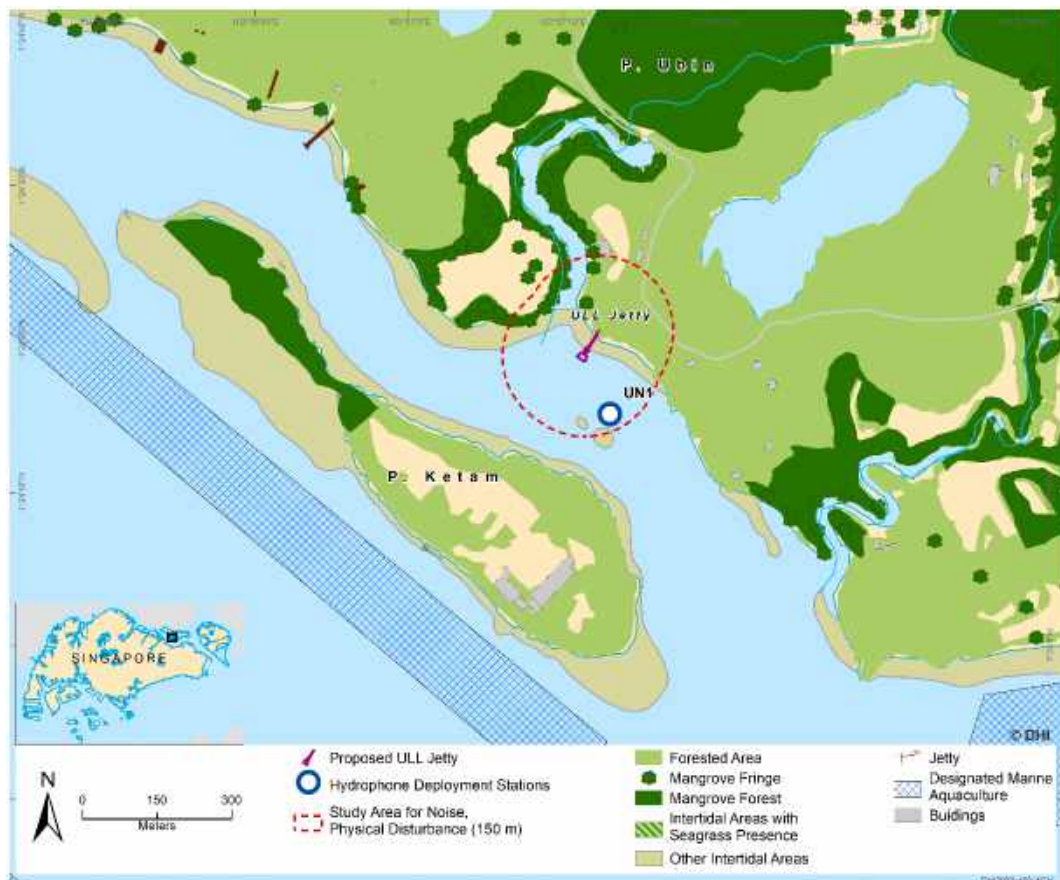 P. Ubin
ULL Jetty
UN1
P. Ketam
SINGAPORE
© DHI
N
0 150 300
Meters
Proposed ULL Jetty
Hydrophone Deployment Stations
Study Area for Noise,
Physical Disturbance (150 m)
Forested Area
Mangrove Fringe
Mangrove Forest
Intertidal Areas with
Seagrass Presence
Other Intertidal Areas
Jetty
Designated Marine
Aquaculture
Buidings